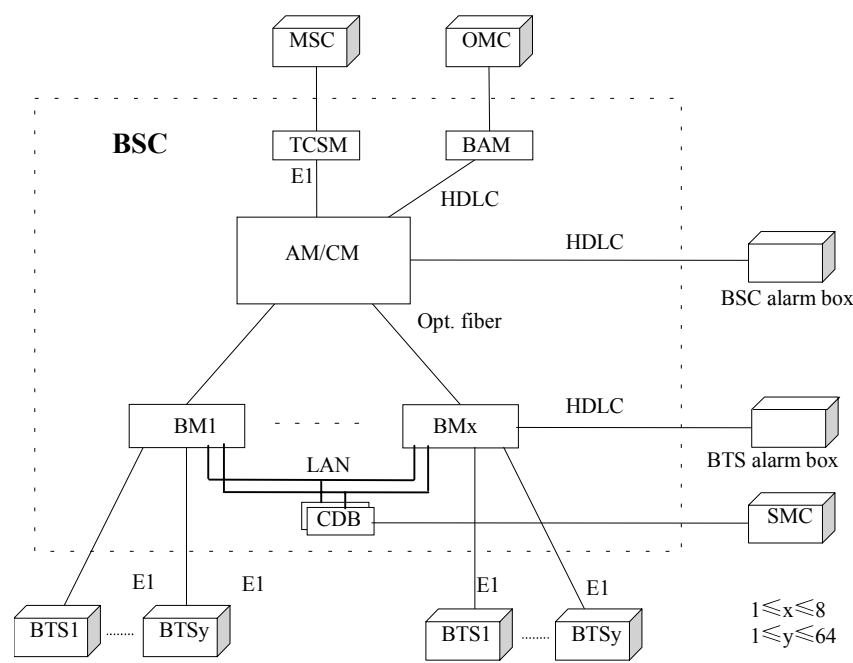 MSC
OMC
BSC
TCSM
BAM
E1
HDLC
AM/CM
HDLC
BSC alarm box
Opt. fiber
BM1
BMx
HDLC
LAN
BTS alarm box
CDB
SMC
E1
E1
E1
E1
BTS1 ........ BTSy
BTS1 ........ BTSy
1≤x≤8
1≤y≤64